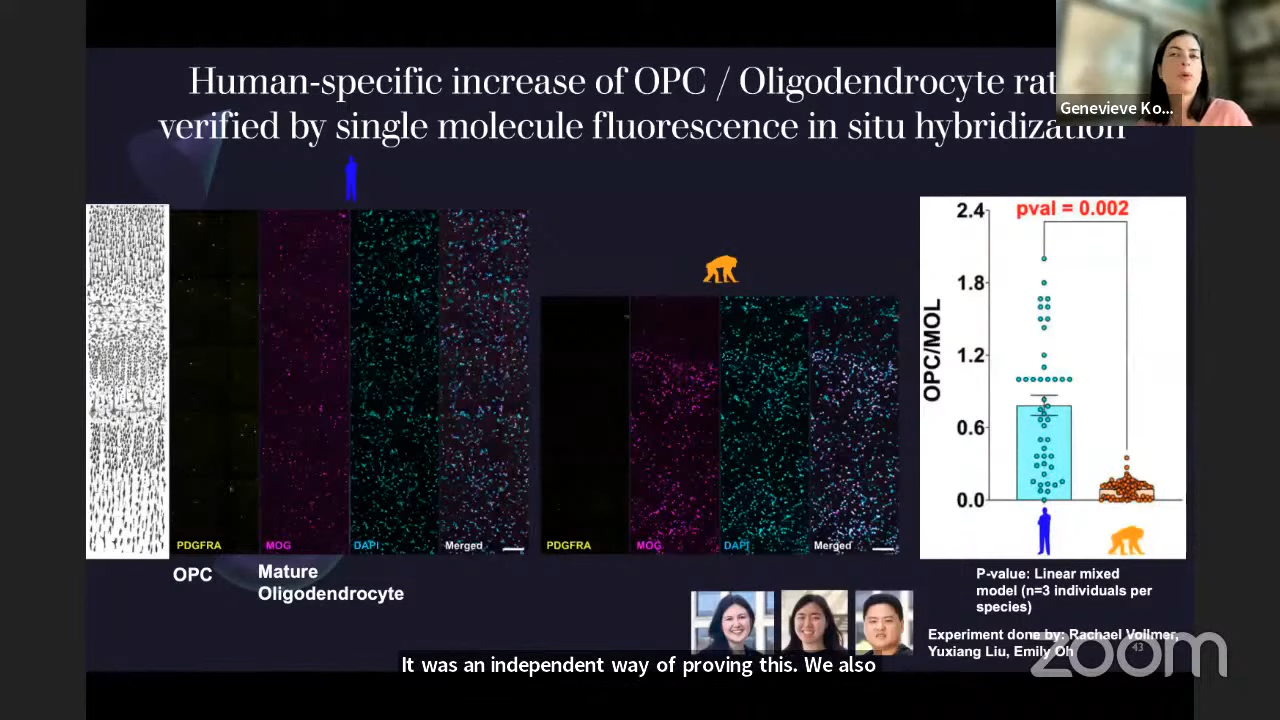 Human-specific increase of OPC / Oligodendrocyte rat
verified by single molecule fluorescence in situ hybridization
Genevieve Ko...
PDGFRA
MOG
DAPI
Merged
PDGFRA
MOG
DAPI
Merged
OPC
Mature
Oligodendrocyte
pval = 0.002
2.4
1.8
1.2
0.6
0.0
OPC/MOL
P-value: Linear mixed
model (n=3 individuals per
species)
Experiment done by: Rachael Vollmer,
Yuxiang Liu, Emily Oh
43
zoom
It was an independent way of proving this. We also